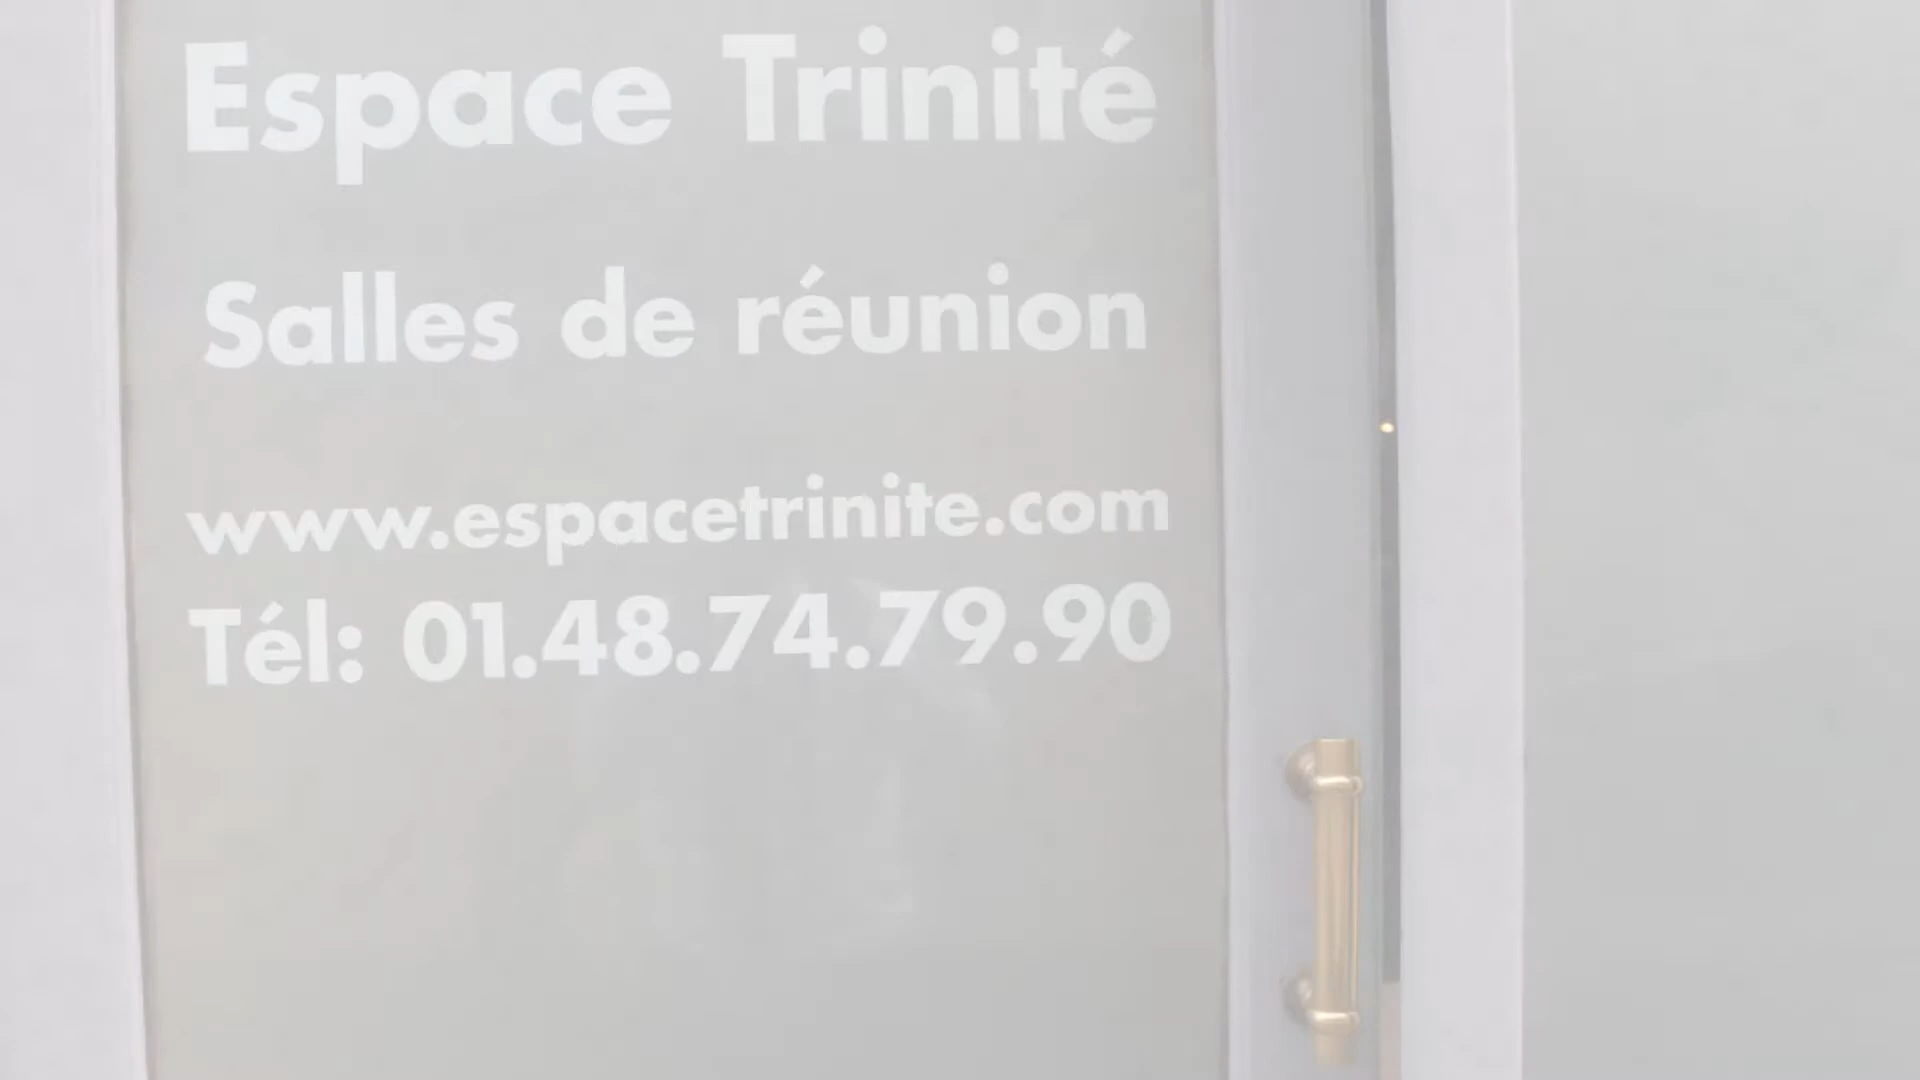 Espace Trinité
Salles de réunion
www.espacetrinite.com
Tél: 01.48.74.79.90